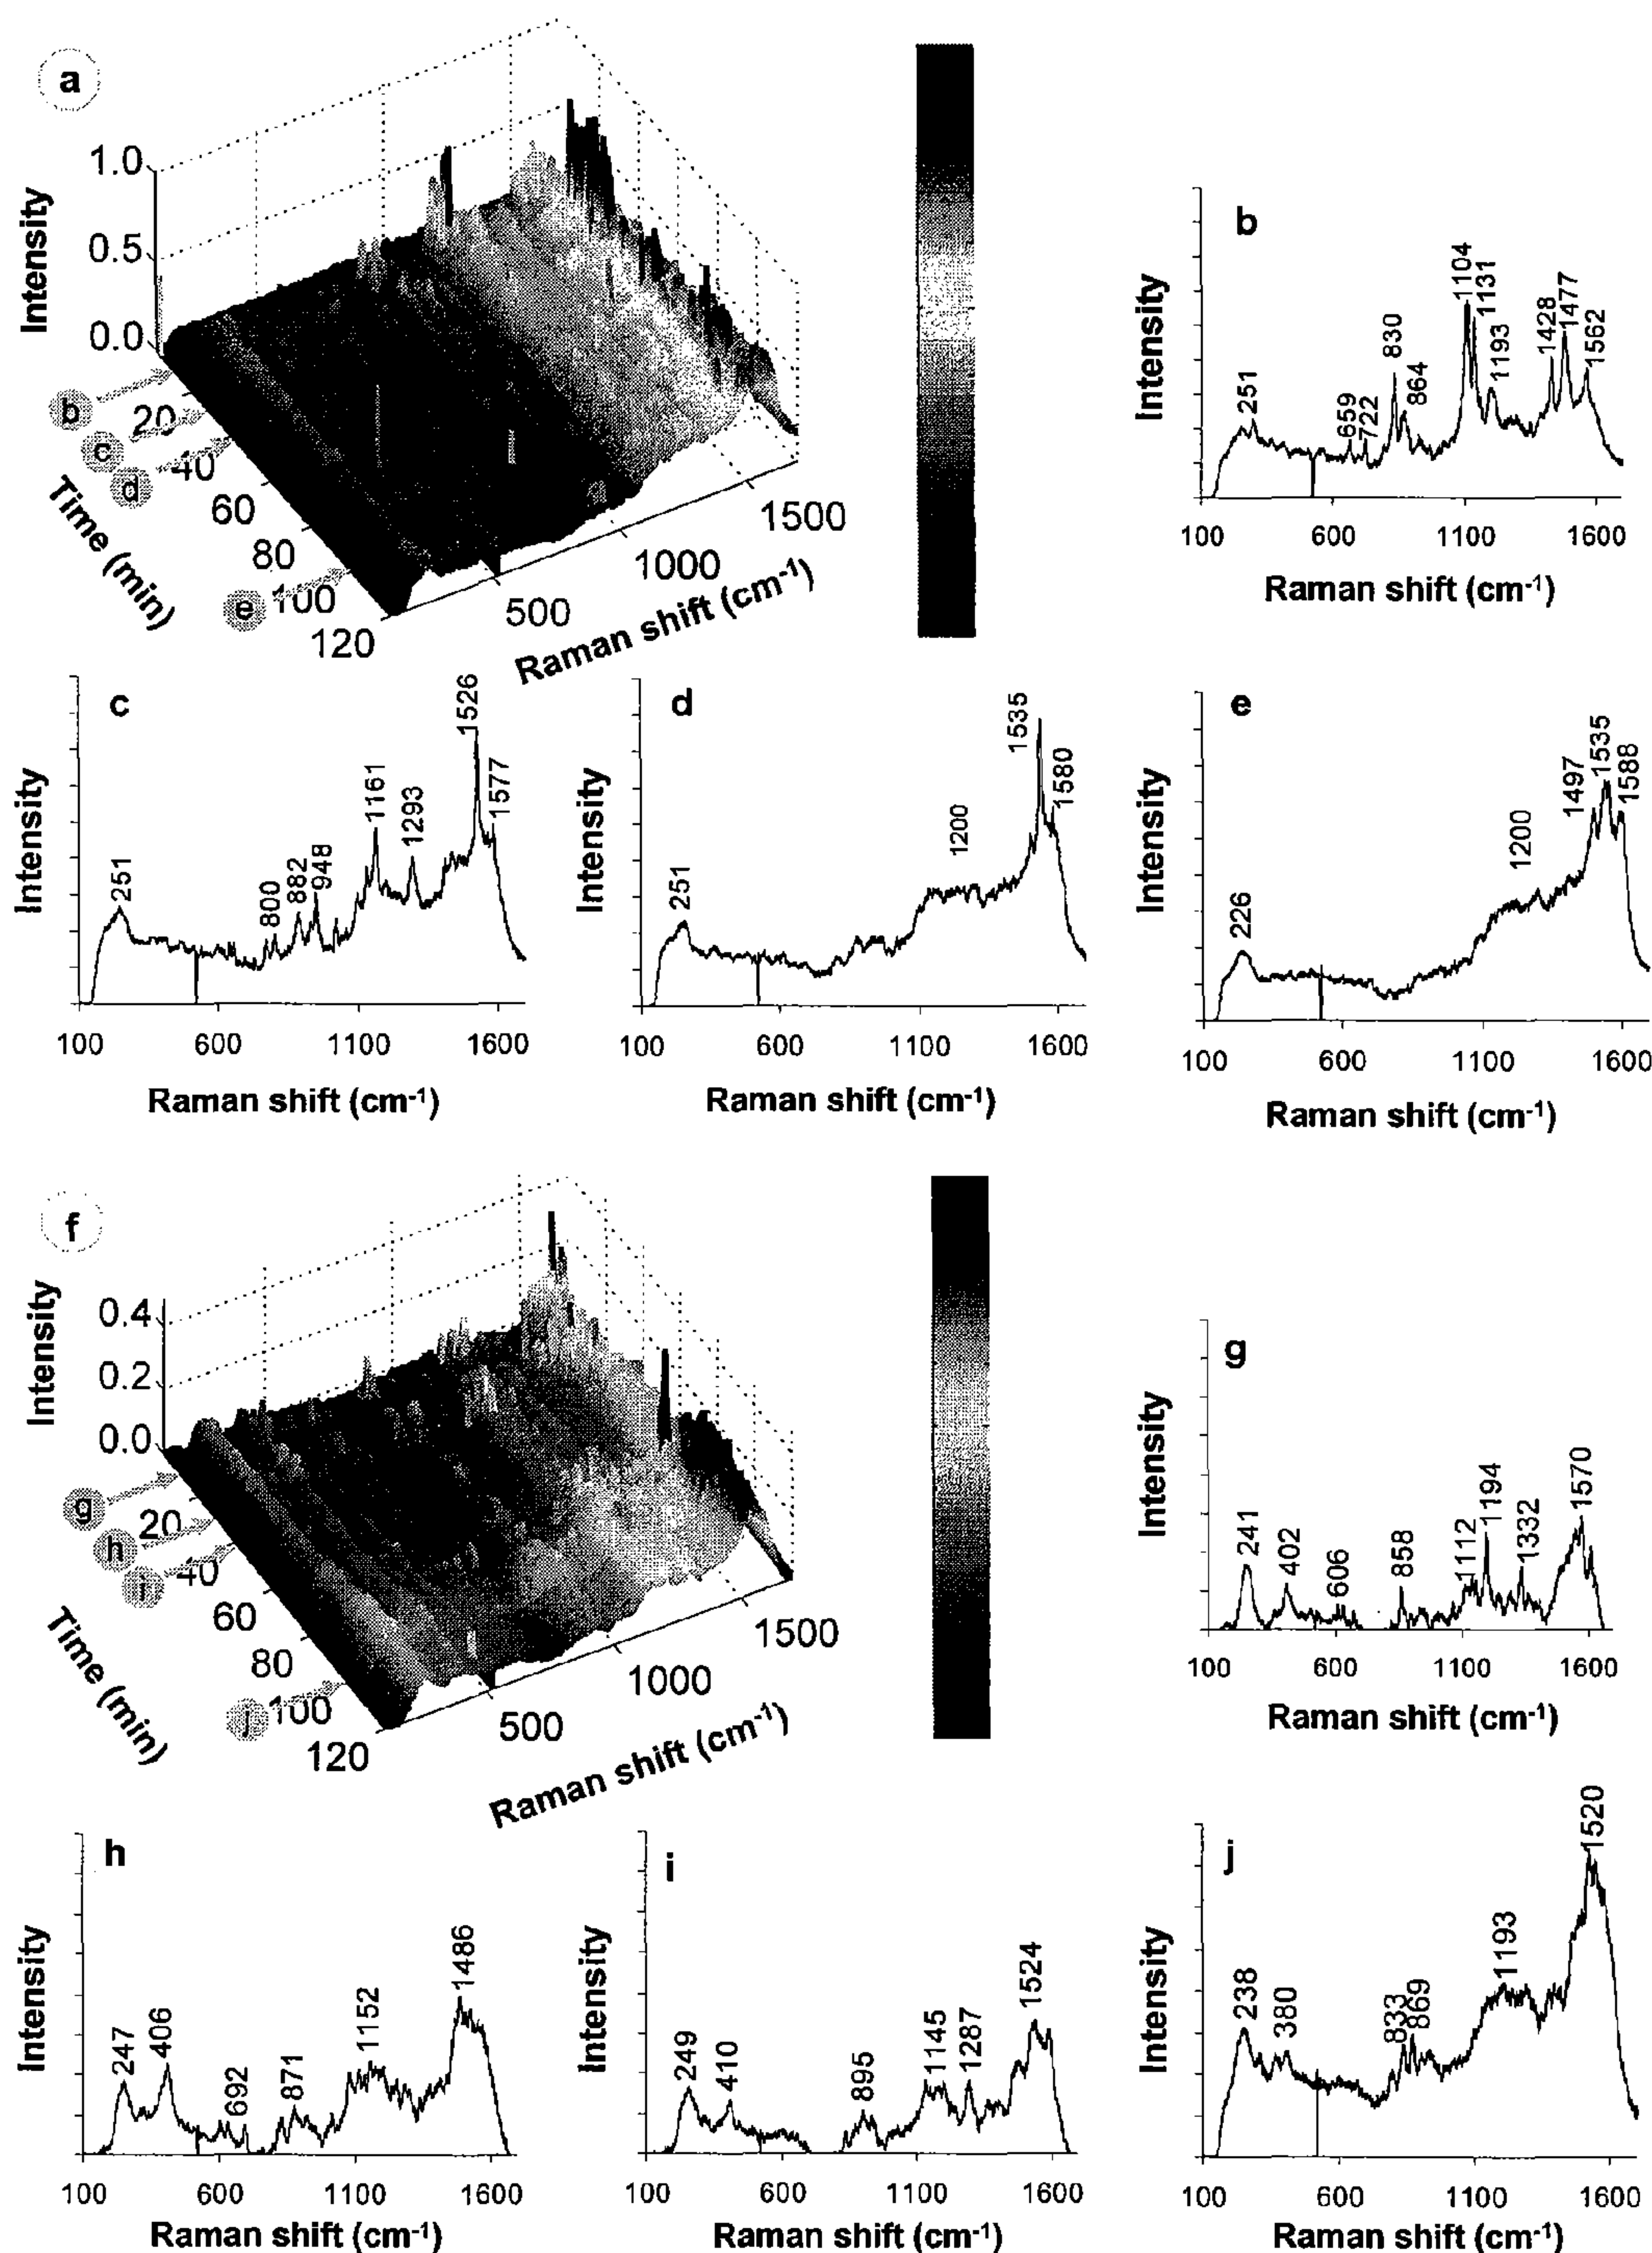 a
Intensity
1.0
0.5
0.0
b
c
d
e
20
40
60
80
100
120
Time (min)
500
1000
1500
Raman shift (cm-1)
b
Intensity
251
659
722
830
864
1104
1131
1193
1428
1477
1562
100 600 1100 1600
Raman shift (cm-1)
c
Intensity
251
800
882
948
1161
1293
1526
1577
100 600 1100 1600
Raman shift (cm-1)
d
Intensity
251
1200
1535
1580
100 600 1100 1600
Raman shift (cm-1)
e
Intensity
226
1200
1497
1535
1588
100 600 1100 1600
Raman shift (cm-1)
f
Intensity
0.4
0.2
0.0
g
h
i
j
20
40
60
80
100
120
Time (min)
500
1000
1500
Raman shift (cm-1)
g
Intensity
241
402
606
858
1112
1194
1332
1570
100 600 1100 1600
Raman shift (cm-1)
h
Intensity
247
406
692
871
1152
1486
100 600 1100 1600
Raman shift (cm-1)
i
Intensity
249
410
895
1145
1287
1524
100 600 1100 1600
Raman shift (cm-1)
j
Intensity
238
380
833
869
1193
1520
100 600 1100 1600
Raman shift (cm-1)